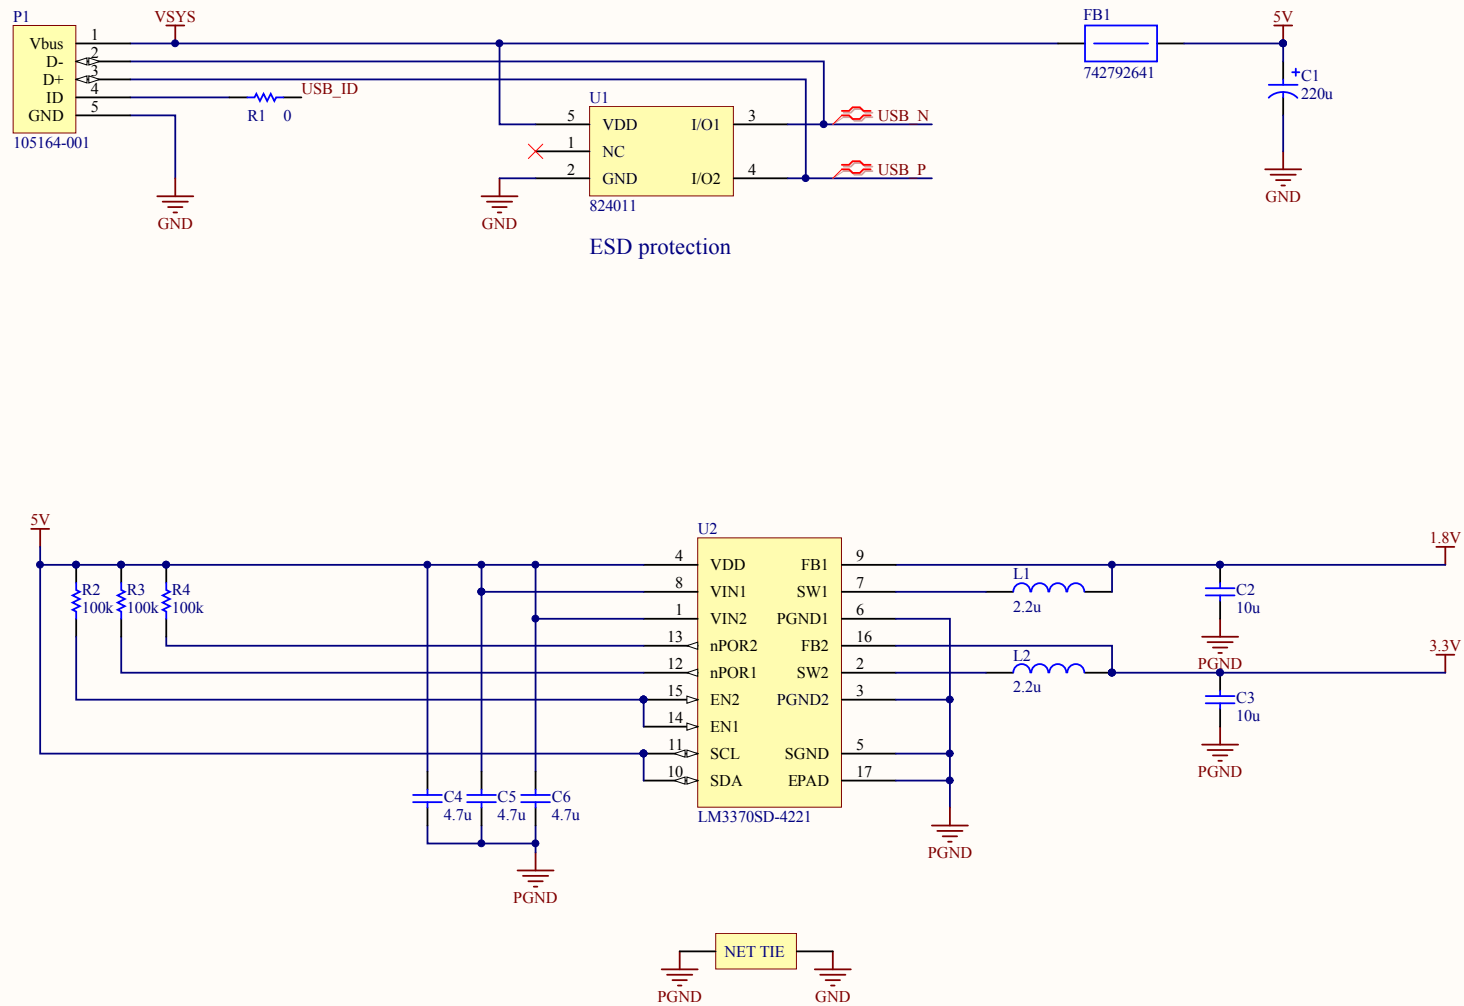 P1
VSYS
FB1
5V
Vbus 1
D- 2
D+ 3
ID 4
GND 5
105164-001
USB_ID
R1 0
742792641
C1
220u
U1
5 VDD I/O1 3
1 NC
2 GND I/O2 4
824011
USB_N
USB_P
GND
GND
GND
ESD protection
5V
U2
1.8V
R2
100k
R3
100k
R4
100k
4 VDD FB1 9
8 VIN1 SW1 7
1 VIN2 PGND1 6
13 nPOR2 FB2 16
12 nPOR1 SW2 2
15 EN2 PGND2 3
14 EN1
11 SCL SGND 5
10 SDA EPAD 17
LM3370SD-4221
L1
2.2u
C2
10u
PGND
3.3V
L2
2.2u
C3
10u
PGND
C4
4.7u
C5
4.7u
C6
4.7u
PGND
PGND
NET TIE
PGND
GND